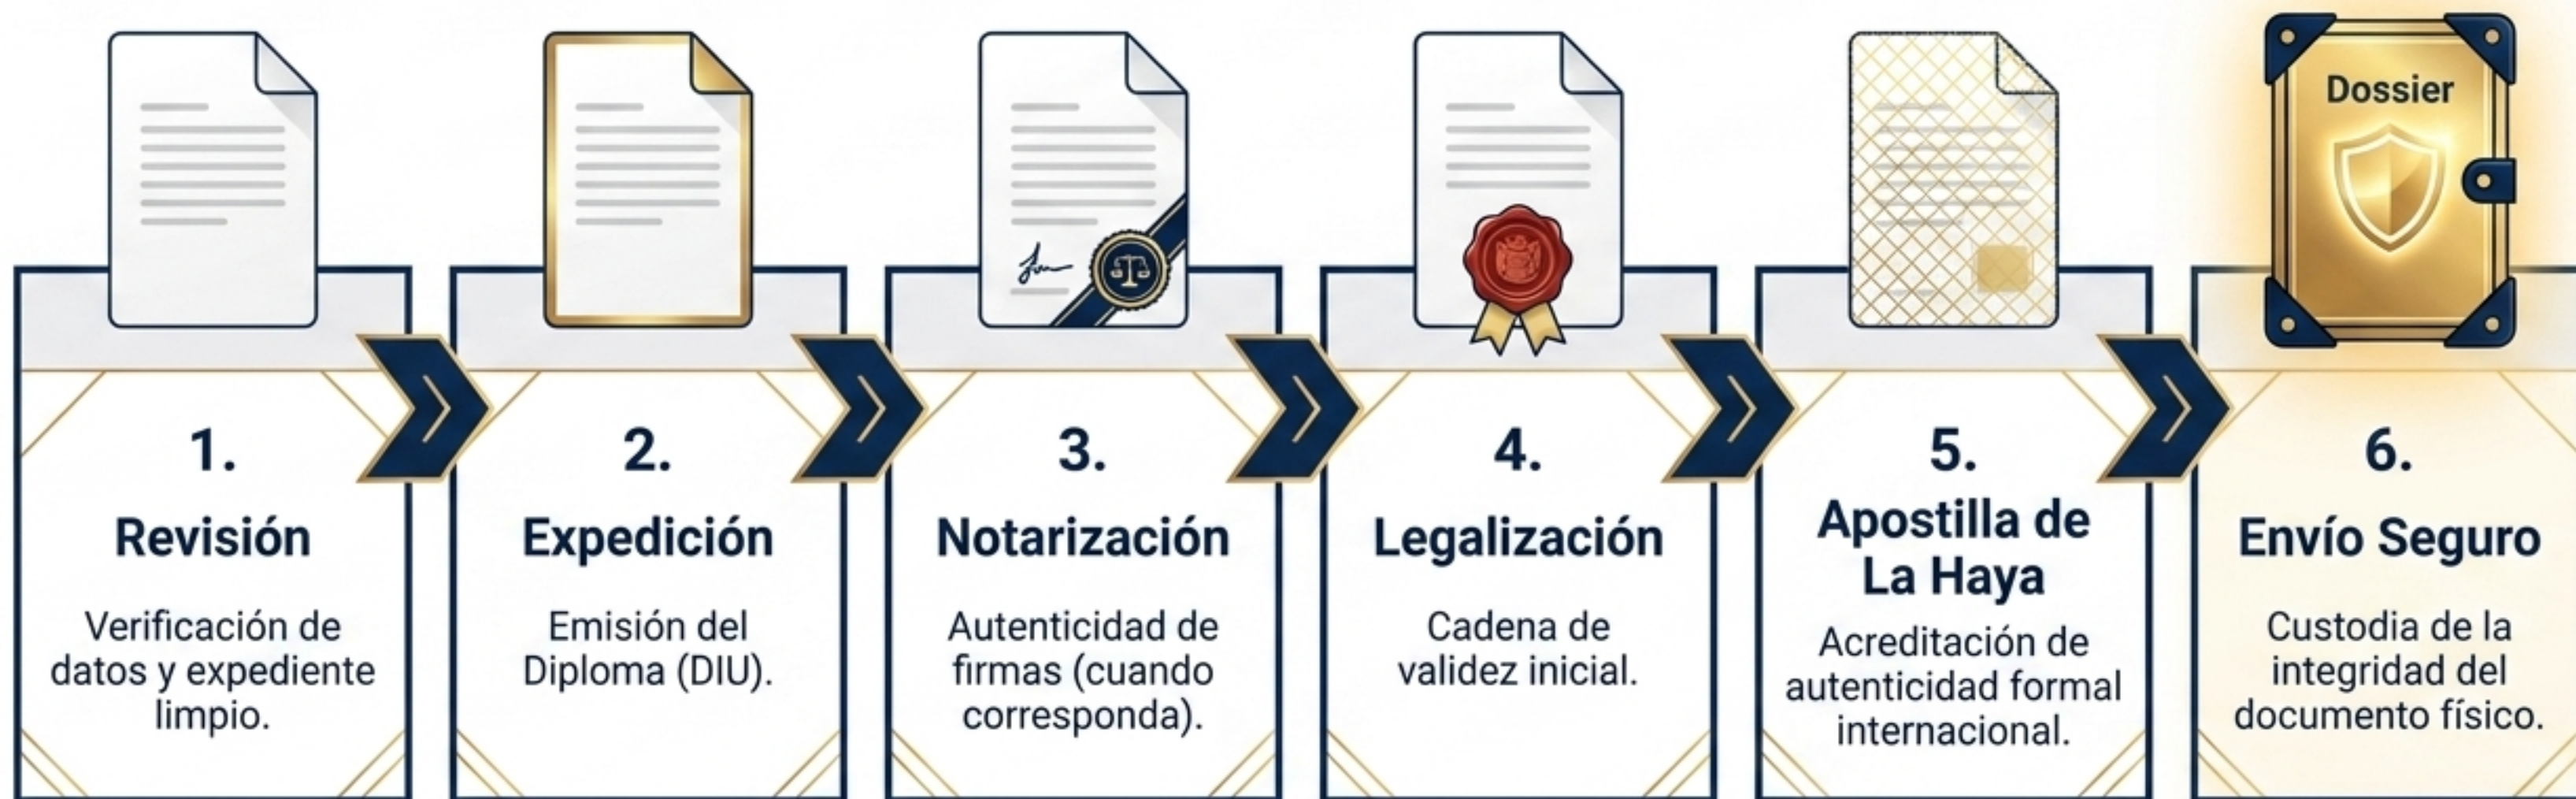 Dossier
1.
Revisión
Verificación de
datos y expediente
limpio.
2.
Expedición
Emisión del
Diploma (DIU).
3.
Notarización
Autenticidad de
firmas (cuando
corresponda).
4.
Legalización
Cadena de
validez inicial.
5.
Apostilla de
La Haya
Acreditación de
autenticidad formal
internacional.
6.
Envío Seguro
Custodia de la
integridad del
documento físico.